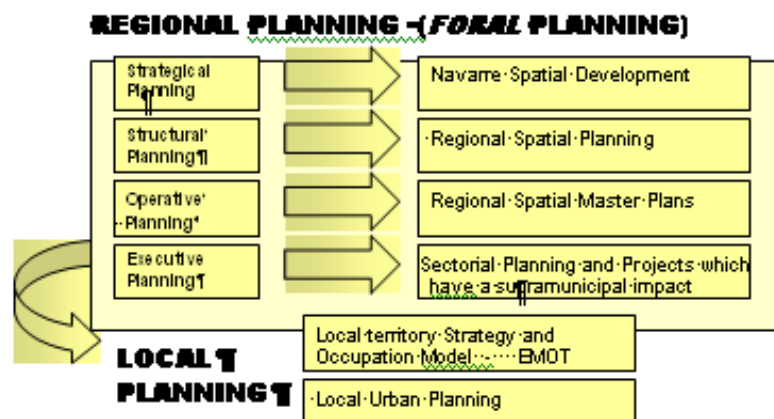 REGIONAL PLANNING -(FORAL PLANNING)
Strategical
Planning
¶
Navarre·Spatial·Development
Structural·
Planning¶
·Regional·Spatial·Planning
Operative·
··Planning·
Regional·Spatial·Master·Plans
Executive
Planning¶
Sectorial·Planning·and·Projects·which
have·a·supramunicipal·impact
¶
Local·territory·Strategy·and
Occupation·Model··-····EMOT
LOCAL ¶
PLANNING ¶
·Local·Urban·Planning